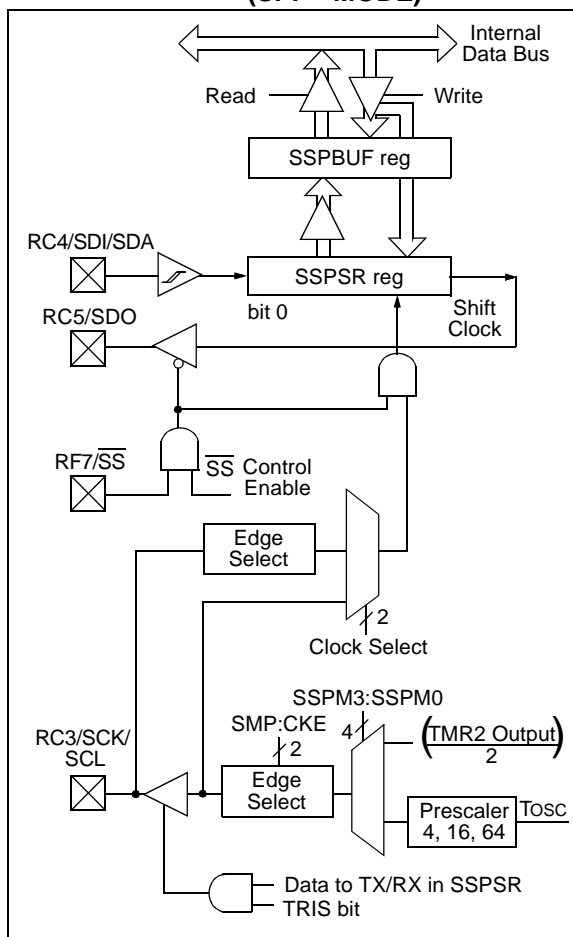 Internal
Data Bus
Read
Write
SSPBUF reg
RC4/SDI/SDA
SSPSR reg
bit 0
Shift
Clock
RC5/SDO
RF7/SS
SS Control
Enable
Edge
Select
2
Clock Select
SSPM3:SSPM0
SMP:CKE
4
(TMR2 Output)
2
2
RC3/SCK/
SCL
Edge
Select
Prescaler
4, 16, 64
TOSC
Data to TX/RX in SSPSR
TRIS bit